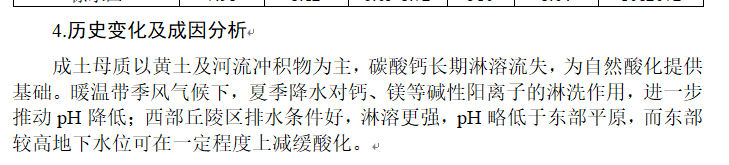 4.历史变化及成因分析
成土母质以黄土及河流冲积物为主，碳酸钙长期淋溶流失，为自然酸化提供
基础。暖温带季风气候下，夏季降水对钙、镁等碱性阳离子的淋洗作用，进一步
推动 pH 降低；西部丘陵区排水条件好，淋溶更强，pH 略低于东部平原，而东部
较高地下水位可在一定程度上减缓酸化。